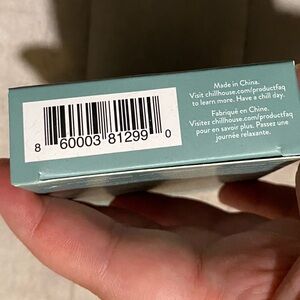 Made in China.
Visit chillhouse.com/productfaq
to learn more. Have a chill day.
Fabriqué en Chine.
Visitez chillhouse.com/productfaq
pour en savoir plus. Passez une
journée relaxante.
8 60003 81299 0